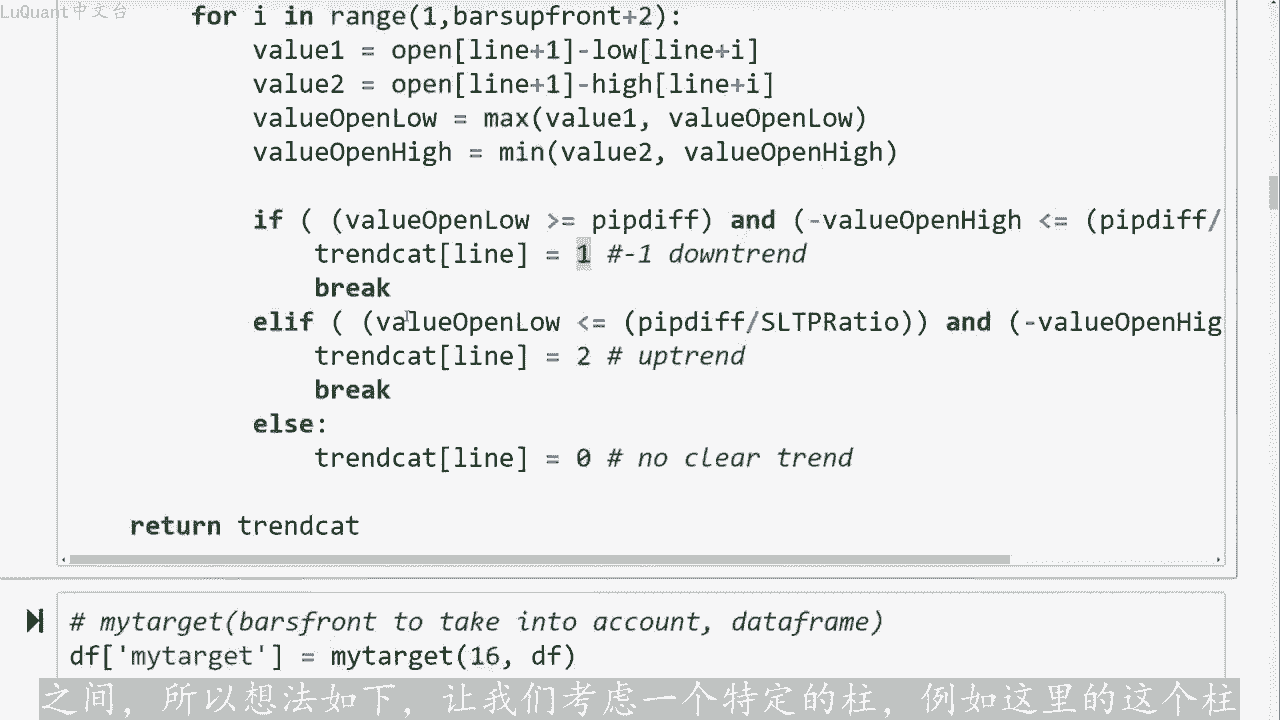 LuQuant中文台
for i in range(1,barsupfront+2):
value1 = open[line+1]-low[line+i]
value2 = open[line+1]-high[line+i]
valueOpenLow = max(value1, valueOpenLow)
valueOpenHigh = min(value2, valueOpenHigh)
if ( (valueOpenLow >= pipdiff) and (-valueOpenHigh <= (pipdiff/
trendcat[line] = 1 #-1 downtrend
break
elif ( (valueOpenLow <= (pipdiff/SLTPRatio)) and (-valueOpenHig
trendcat[line] = 2 # uptrend
break
else:
trendcat[line] = 0 # no clear trend
return trendcat
# mytarget(barsfront to take into account, dataframe)
df['mytarget'] = mytarget(16, df)
之间，所以想法如下，让我们考虑一个特定的柱，例如这里的这个柱